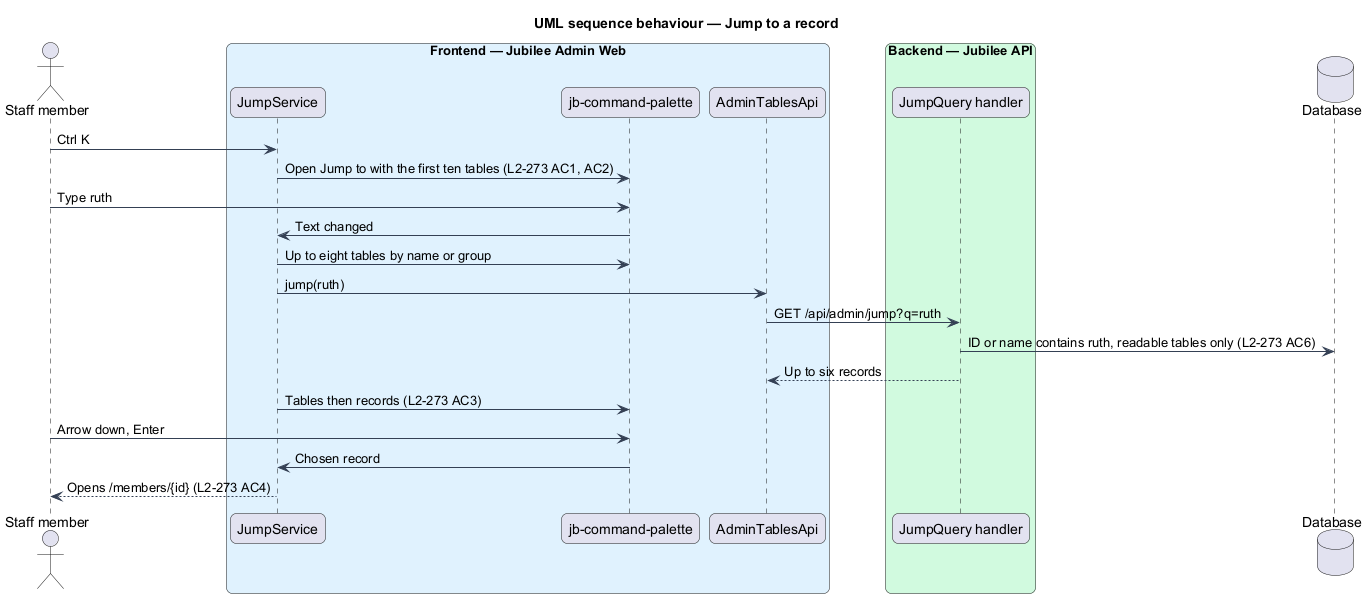 UML sequence behaviour — Jump to a record
Frontend — Jubilee Admin Web
Backend — Jubilee API
Staff member
JumpService
jb-command-palette
AdminTablesApi
JumpQuery handler
Database
Ctrl K
Open Jump to with the first ten tables (L2-273 AC1, AC2)
Type ruth
Text changed
Up to eight tables by name or group
jump(ruth)
GET /api/admin/jump?q=ruth
ID or name contains ruth, readable tables only (L2-273 AC6)
Up to six records
Tables then records (L2-273 AC3)
Arrow down, Enter
Chosen record
Opens /members/{id} (L2-273 AC4)
Staff member
JumpService
jb-command-palette
AdminTablesApi
JumpQuery handler
Database